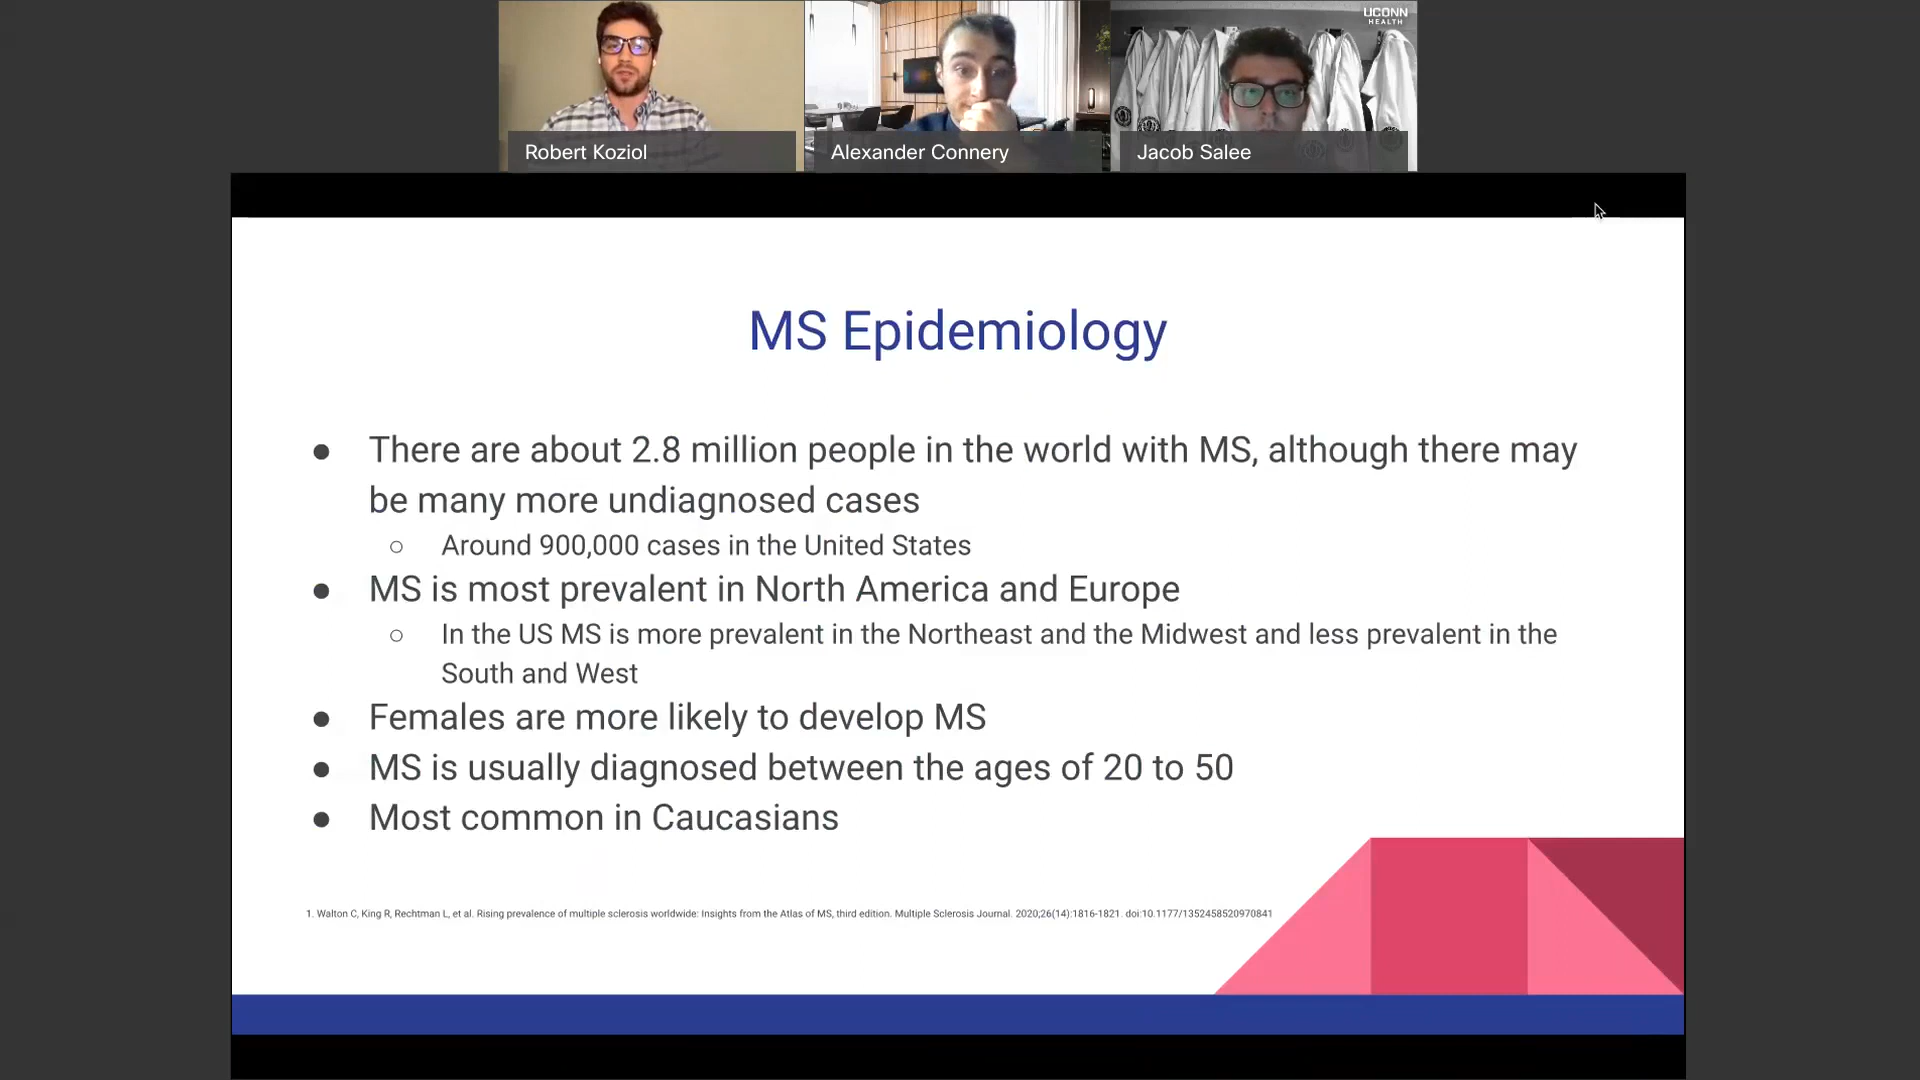 UCONN
HEALTH
Robert Koziol
Alexander Connery
Jacob Salee
MS Epidemiology
● There are about 2.8 million people in the world with MS, although there may
be many more undiagnosed cases
○ Around 900,000 cases in the United States
● MS is most prevalent in North America and Europe
○ In the US MS is more prevalent in the Northeast and the Midwest and less prevalent in the
South and West
● Females are more likely to develop MS
● MS is usually diagnosed between the ages of 20 to 50
● Most common in Caucasians
1. Walton C, King R, Rechtman L, et al. Rising prevalence of multiple sclerosis worldwide: Insights from the Atlas of MS, third edition. Multiple Sclerosis Journal. 2020;26(14):1816-1821. doi:10.1177/1352458520970841